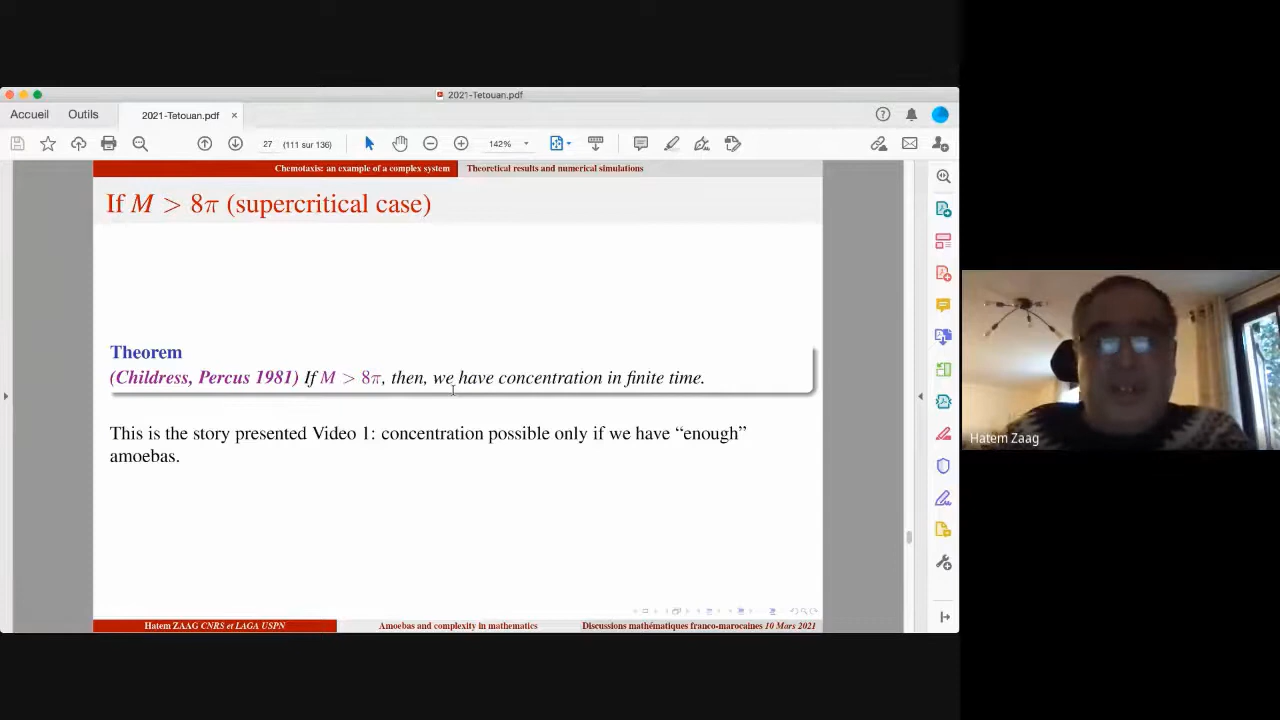 2021-Tetouan.pdf
Accueil Outils 2021-Tetouan.pdf ×
27 (111 sur 136) 142%
Chemotaxis: an example of a complex system Theoretical results and numerical simulations
If M > 8π (supercritical case)
Theorem
(Childress, Percus 1981) If M > 8π, then, we have concentration in finite time.
This is the story presented Video 1: concentration possible only if we have “enough”
amoebas.
Hatem ZAAG CNRS et LAGA USPN Amoebas and complexity in mathematics Discussions mathématiques franco-marocaines 10 Mars 2021
Hatem Zaag